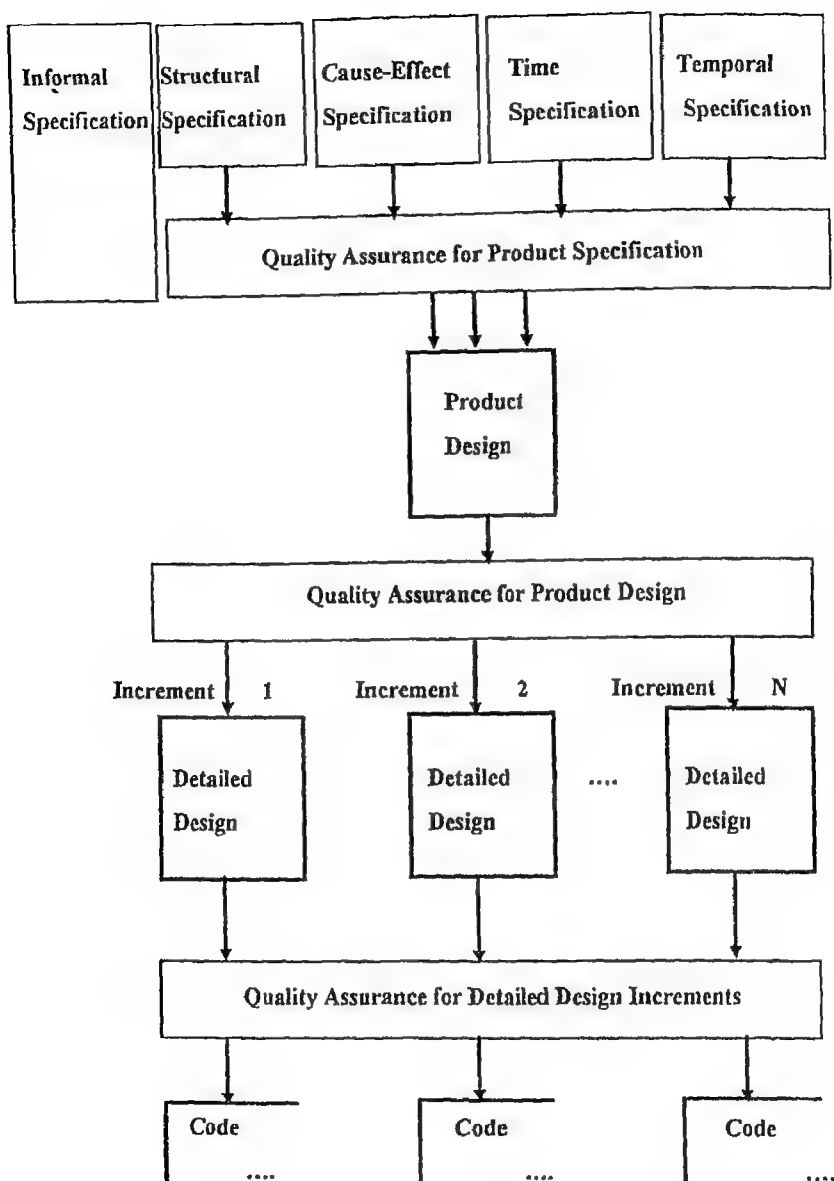 Informal
Specification
Structural
Specification
Cause-Effect
Specification
Time
Specification
Temporal
Specification
Quality Assurance for Product Specification
Product
Design
Quality Assurance for Product Design
Increment 1
Increment 2
Increment N
Detailed
Design
Detailed
Design
....
Detailed
Design
Quality Assurance for Detailed Design Increments
Code
....
Code
....
Code
....